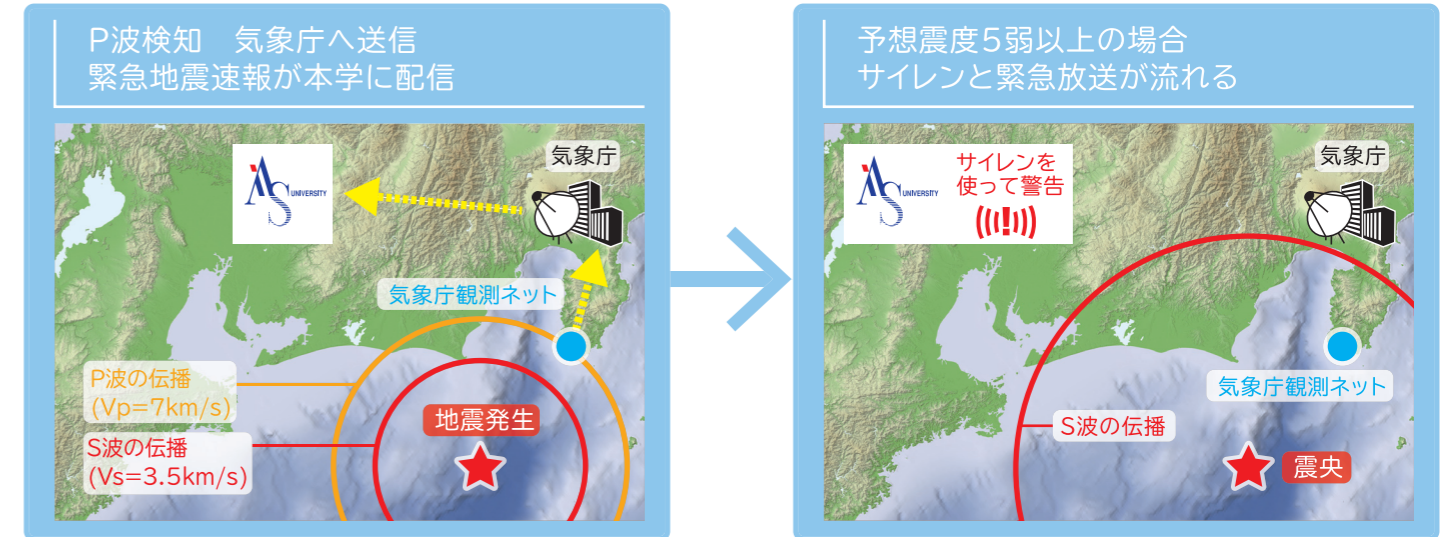 P波検知　気象庁へ送信
緊急地震速報が本学に配信
AS UNIVERSITY
気象庁
気象庁観測ネット
P波の伝播
(Vp=7km/s)
S波の伝播
(Vs=3.5km/s)
地震発生
予想震度5弱以上の場合
サイレンと緊急放送が流れる
AS UNIVERSITY
サイレンを
使って警告
(((!)))
気象庁
気象庁観測ネット
S波の伝播
震央